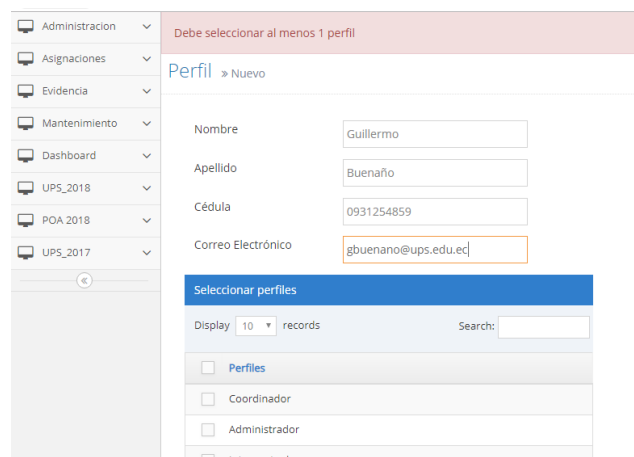 Administracion
Asignaciones
Evidencia
Mantenimiento
Dashboard
UPS_2018
POA 2018
UPS_2017
Debe seleccionar al menos 1 perfil
Perfil » Nuevo
Nombre Guillermo
Apellido Buenaño
Cédula 0931254859
Correo Electrónico gbuenano@ups.edu.ec
Seleccionar perfiles
Display 10 records Search:
Perfiles
Coordinador
Administrador